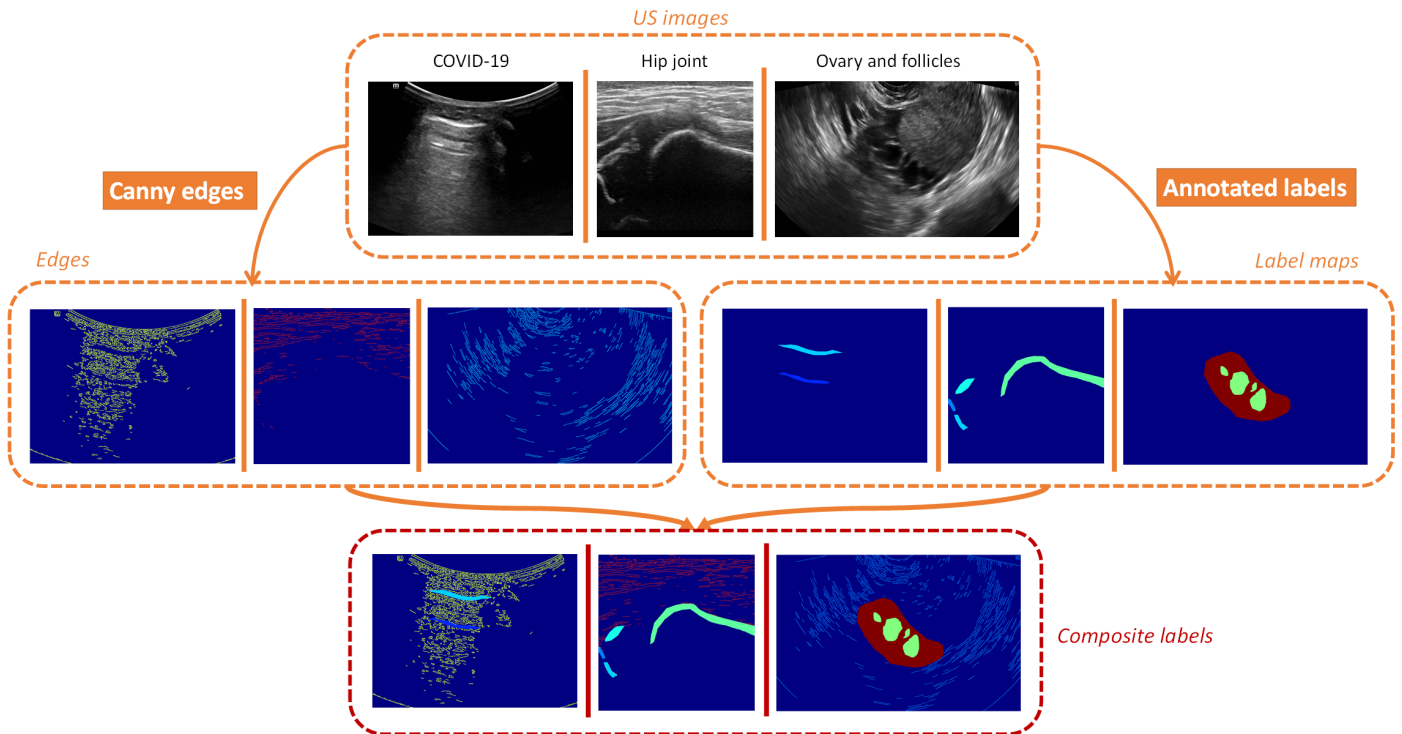 US images
COVID-19
Hip joint
Ovary and follicles
Canny edges
Annotated labels
Edges
Label maps
Composite labels